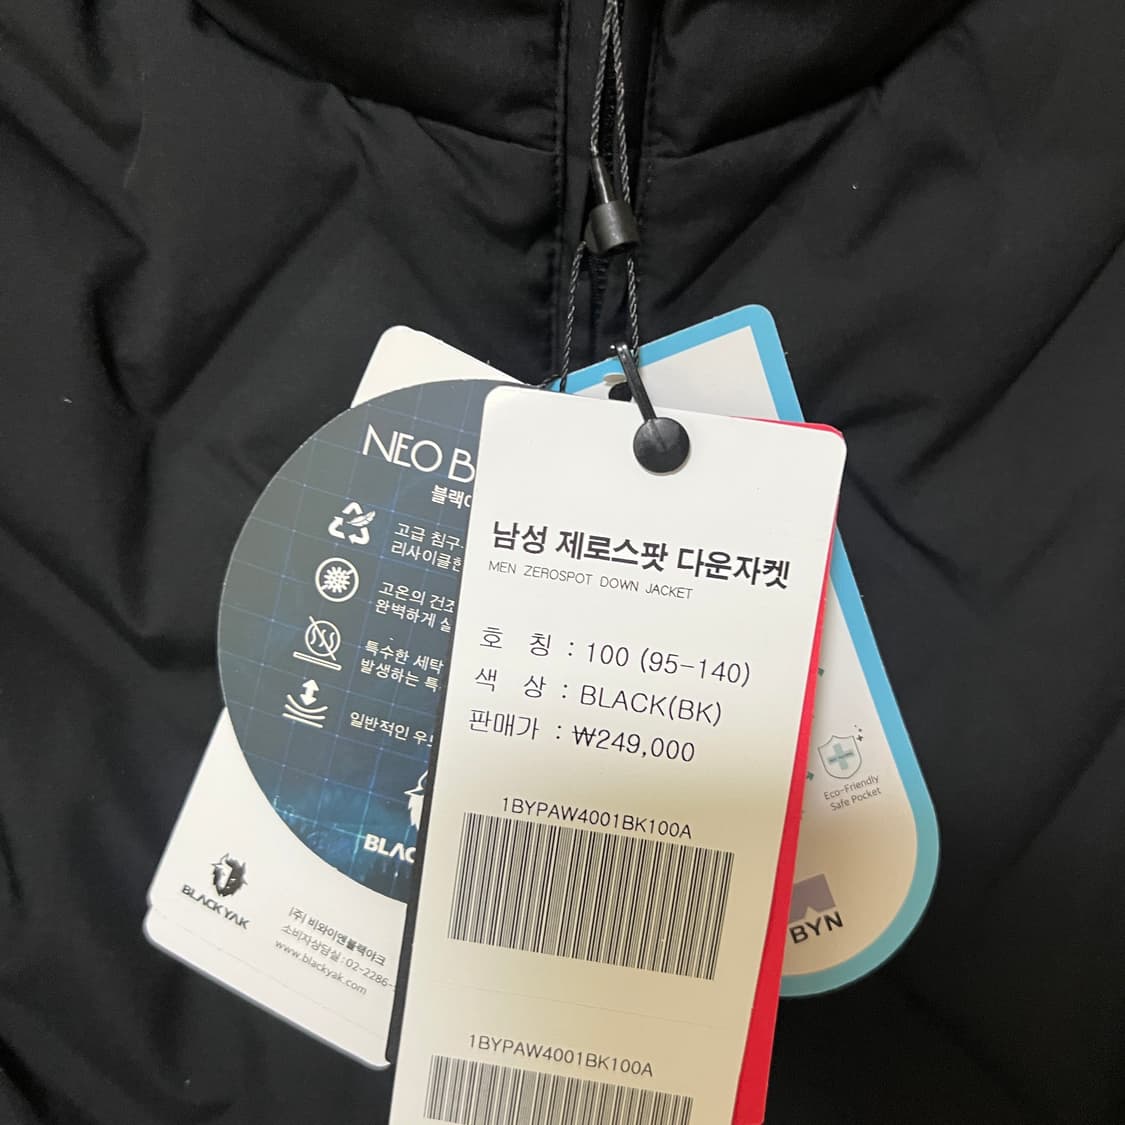 NEO B
블랙
고급 침구
리사이클한
고온의 건조
완벽하게 살
특수한 세탁
발생하는 특
일반적인 우
BLAC
BLACK YAK
(주) 비와이엔블랙야크
소비자상담실 : 02-2286-
www.blackyak.com
남성 제로스팟 다운자켓
MEN ZEROSPOT DOWN JACKET
호 칭 : 100 (95-140)
색 상 : BLACK(BK)
판매가 : ₩249,000
1BYPAW4001BK100A
1BYPAW4001BK100A
Eco-Friendly
Safe Pocket
BYN